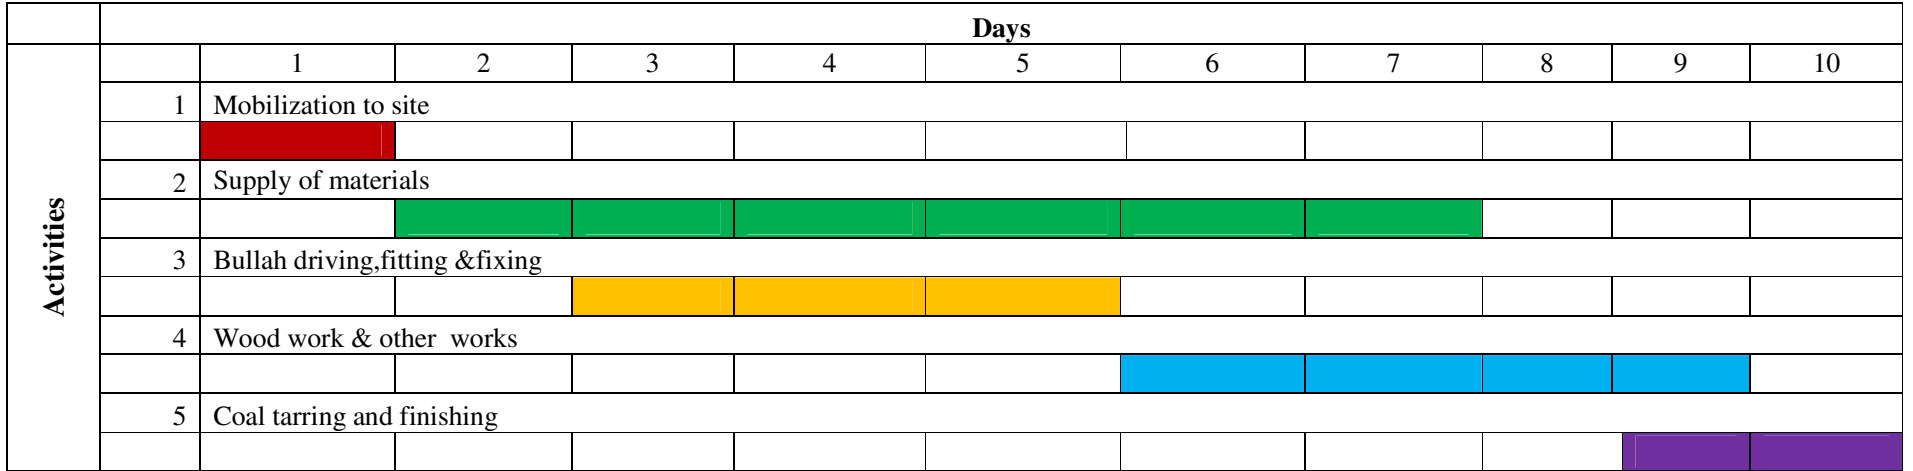 Days
1 2 3 4 5 6 7 8 9 10
Activities
1 Mobilization to site
2 Supply of materials
3 Bullah driving,fitting &fixing
4 Wood work & other  works
5 Coal tarring and finishing